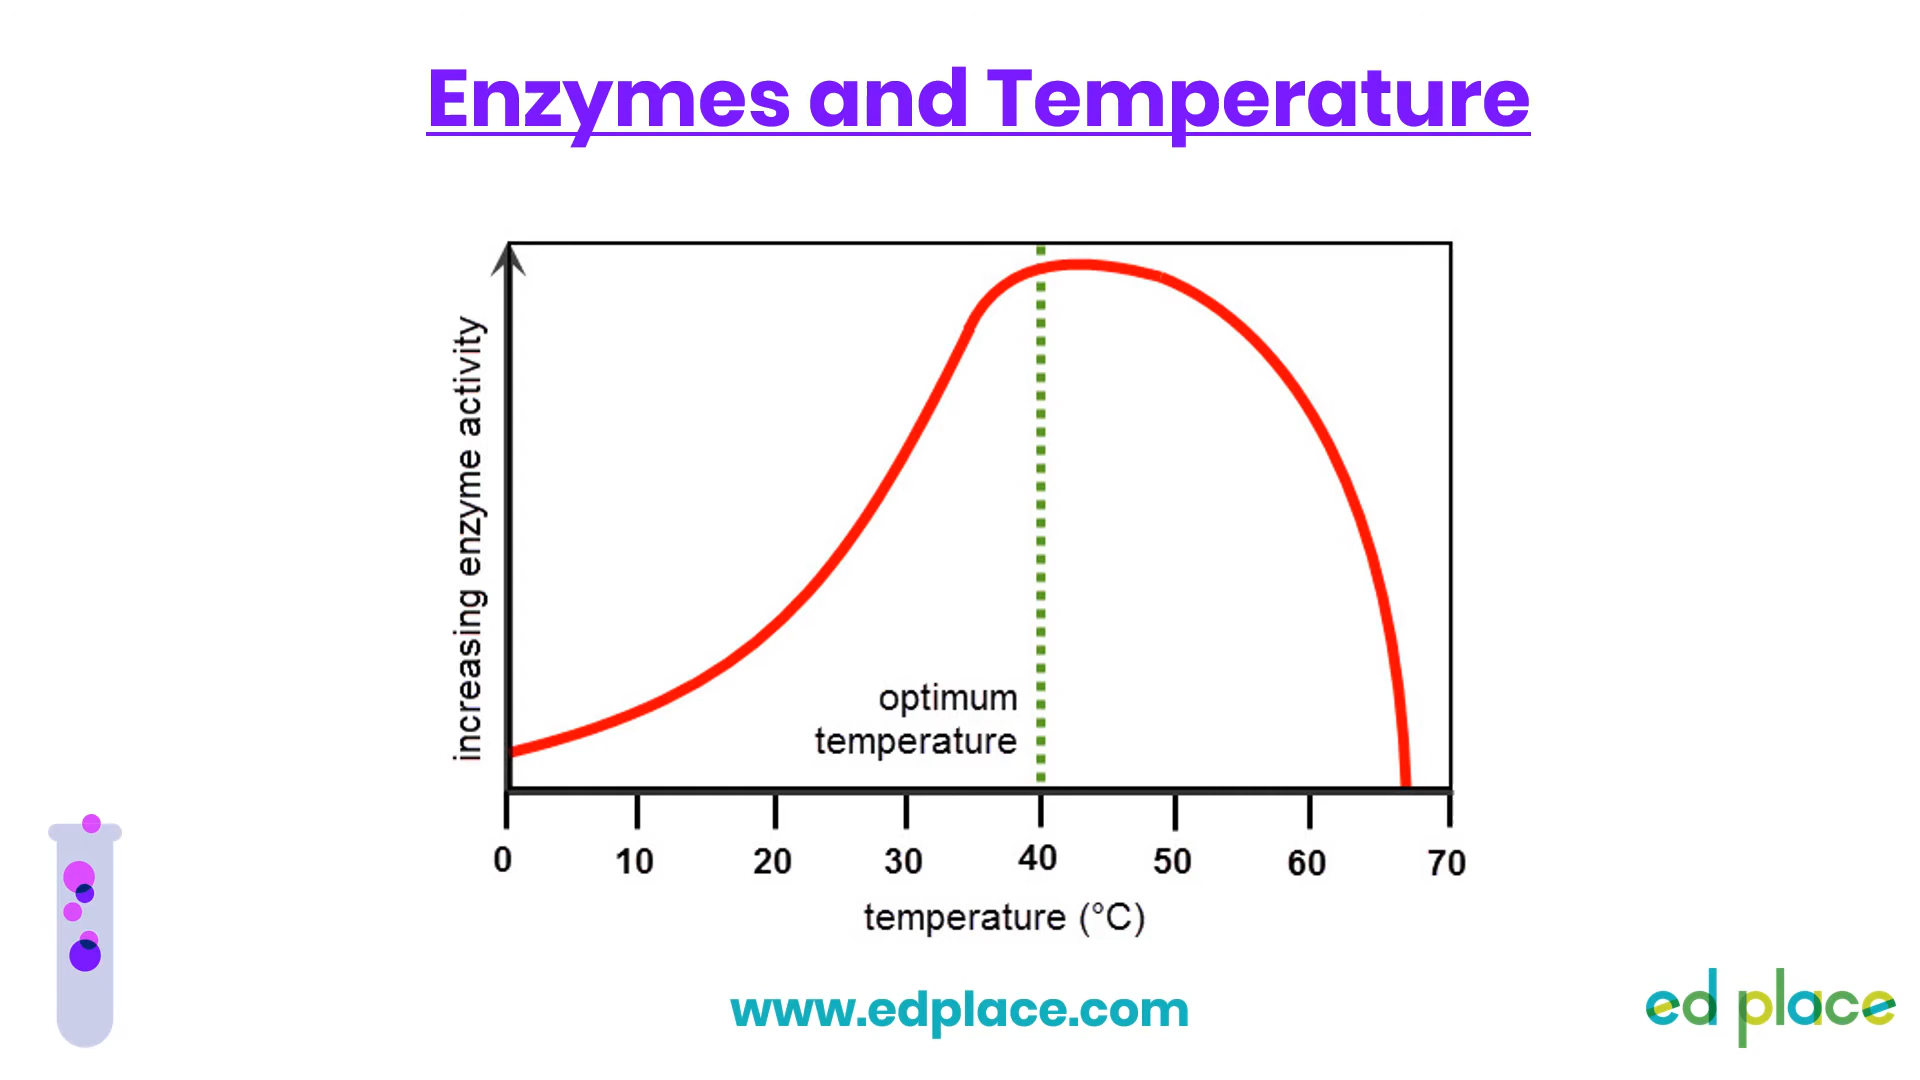 Enzymes and Temperature
increasing enzyme activity
optimum
temperature
0 10 20 30 40 50 60 70
temperature (°C)
www.edplace.com
ed place